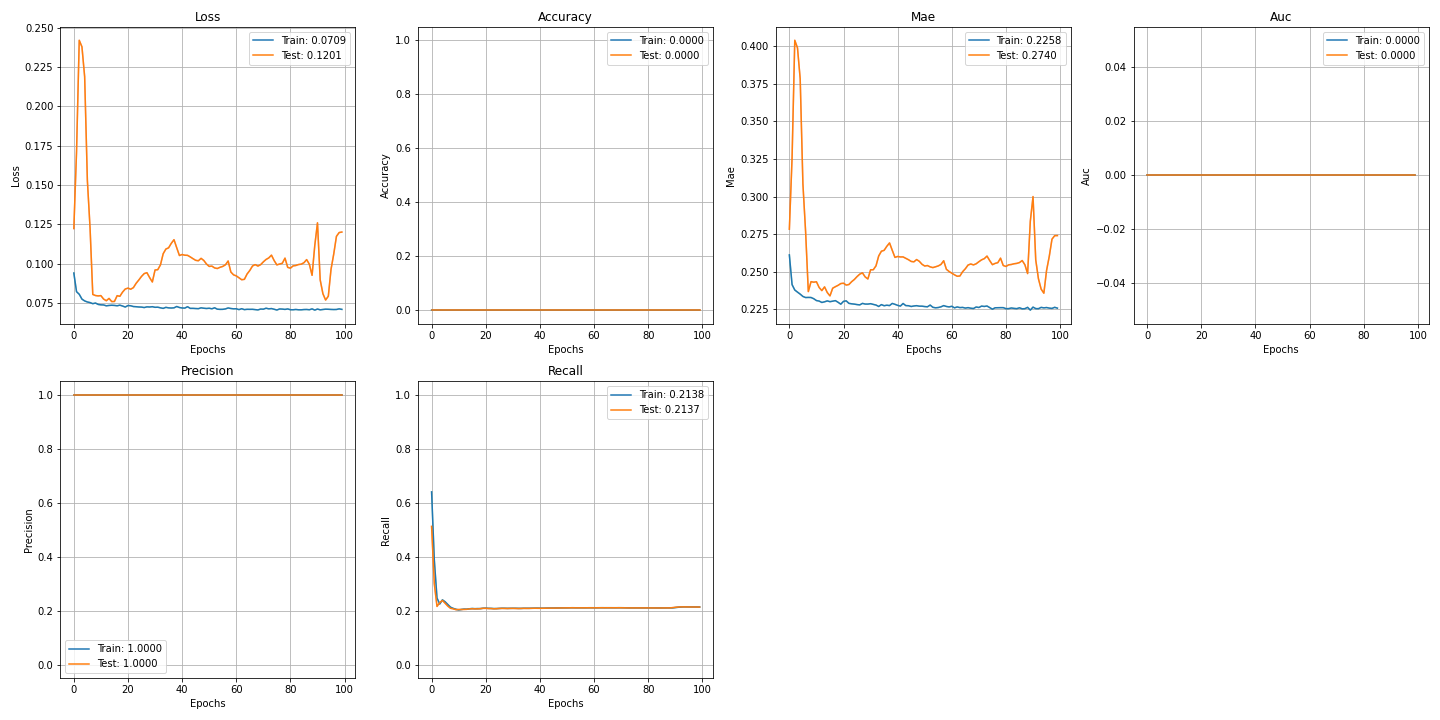 Loss
Train: 0.0709
Test: 0.1201
0.250
0.225
0.200
0.175
0.150
0.125
0.100
0.075
Loss
0 20 40 60 80 100
Epochs
Accuracy
Train: 0.0000
Test: 0.0000
1.0
0.8
0.6
0.4
0.2
0.0
Accuracy
0 20 40 60 80 100
Epochs
Mae
Train: 0.2258
Test: 0.2740
0.400
0.375
0.350
0.325
0.300
0.275
0.250
0.225
Mae
0 20 40 60 80 100
Epochs
Auc
Train: 0.0000
Test: 0.0000
0.04
0.02
0.00
−0.02
−0.04
Auc
0 20 40 60 80 100
Epochs
Precision
1.0
0.8
0.6
0.4
0.2
0.0
Precision
Train: 1.0000
Test: 1.0000
0 20 40 60 80 100
Epochs
Recall
Train: 0.2138
Test: 0.2137
1.0
0.8
0.6
0.4
0.2
0.0
Recall
0 20 40 60 80 100
Epochs